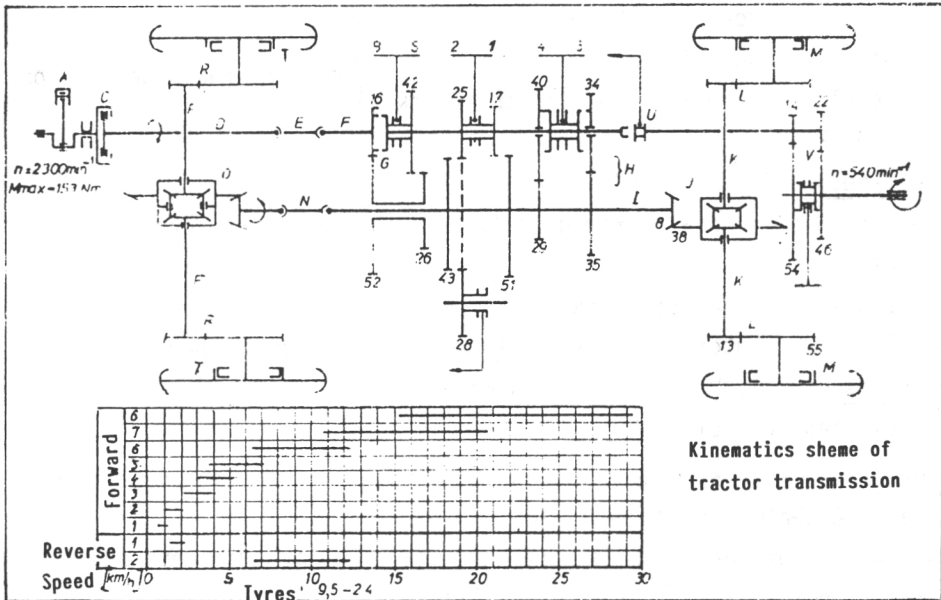 T
M
R
L
9 S 2 1 4 3
A
C
42 25 17 40 34
16
U
14 22
D E F
G
H
V
K
n=2300min⁻¹
Mmax=153 Nm
D
J
n=540min⁻¹
N
I
8 38
52 26 43 51 29 35
54 46
F
K
28
R
L
13 55
T
M
Forward
6
7
6
5
4
3
2
1
Reverse
1
2
Speed [km/h] 0 5 10 15 20 25 30
Tyres' 9,5-24
Kinematics sheme of
tractor transmission